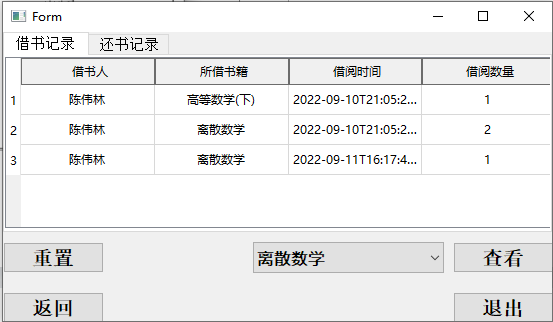 Form
借书记录 还书记录
借书人 所借书籍 借阅时间 借阅数量
1 陈伟林 高等数学(下) 2022-09-10T21:05:2... 1
2 陈伟林 离散数学 2022-09-10T21:05:2... 2
3 陈伟林 离散数学 2022-09-11T16:17:4... 1
重置 离散数学 查看
返回 退出